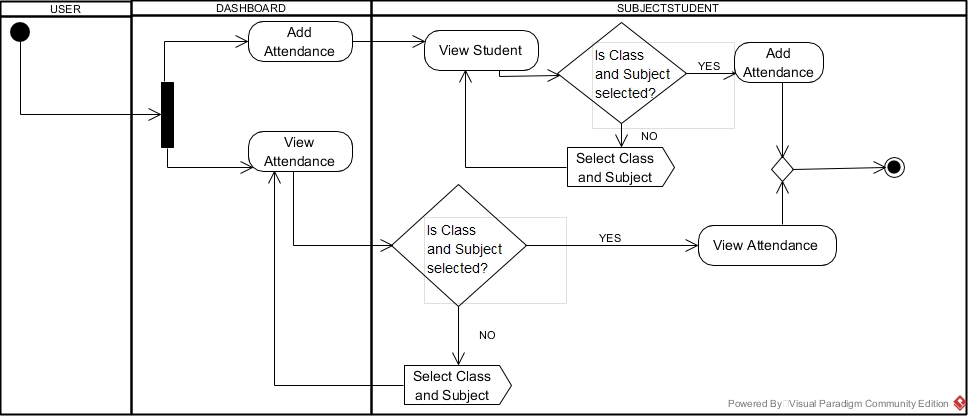 USER
DASHBOARD
SUBJECTSTUDENT
Add
Attendance
View Student
Is Class
and Subject
selected?
YES
Add
Attendance
NO
Select Class
and Subject
View
Attendance
Is Class
and Subject
selected?
YES
View Attendance
NO
Select Class
and Subject
Powered By Visual Paradigm Community Edition